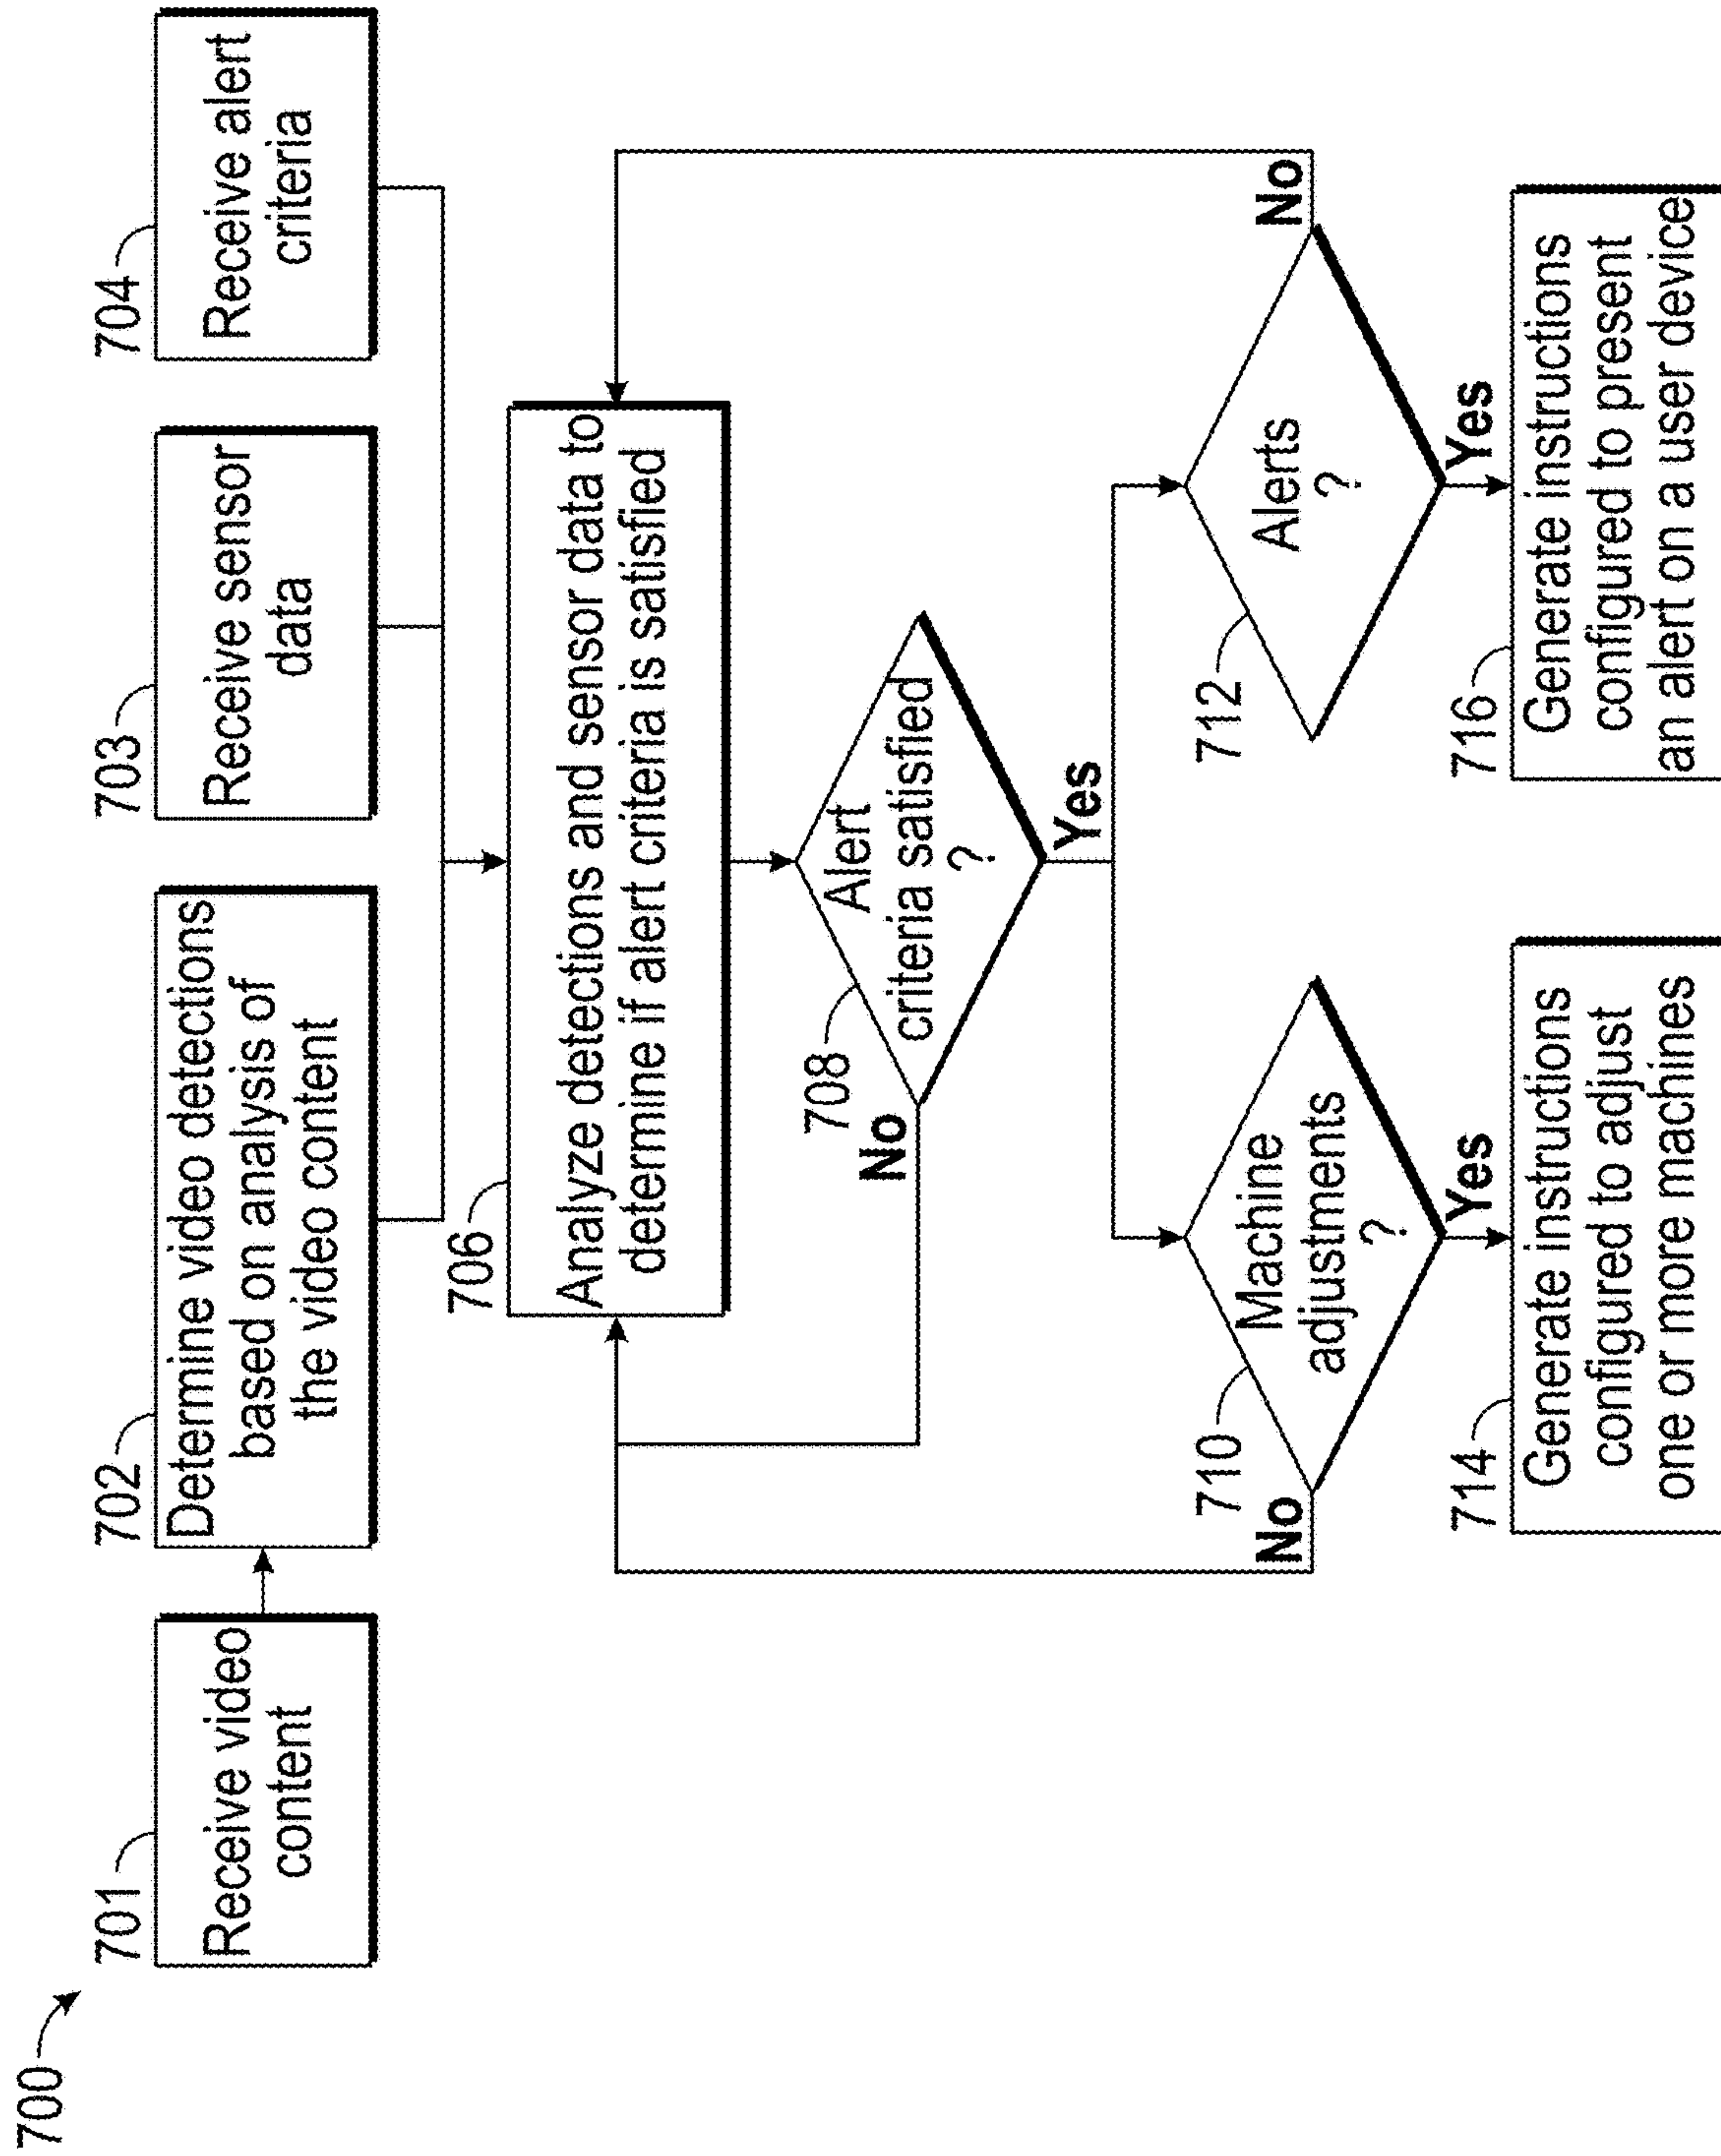 700
701
Receive video
content
702
Determine video detections
based on analysis of
the video content
703
Receive sensor
data
704
Receive alert
criteria
706
Analyze detections and sensor data to
determine if alert criteria is satisfied
708
Alert
criteria satisfied
?
No
Yes
710
Machine
adjustments
?
No
Yes
712
Alerts
?
No
Yes
714
Generate instructions
configured to adjust
one or more machines
716
Generate instructions
configured to present
an alert on a user device